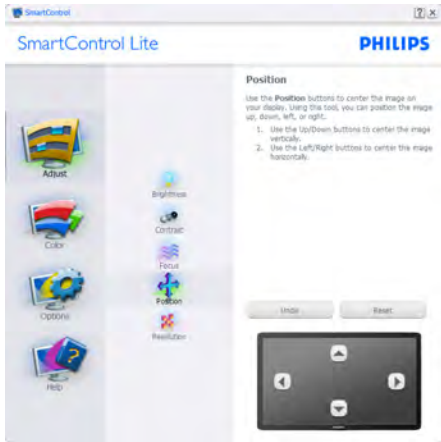 SmartControl
SmartControl Lite
PHILIPS
Adjust
Color
Options
Help
Brightness
Contrast
Focus
Position
Resolution
Position
Use the Position buttons to center the image on
your display. Using this tool, you can position the image
up, down, left, or right.
1. Use the Up/Down buttons to center the image
vertically.
2. Use the Left/Right buttons to center the image
horizontally.
Undo
Reset